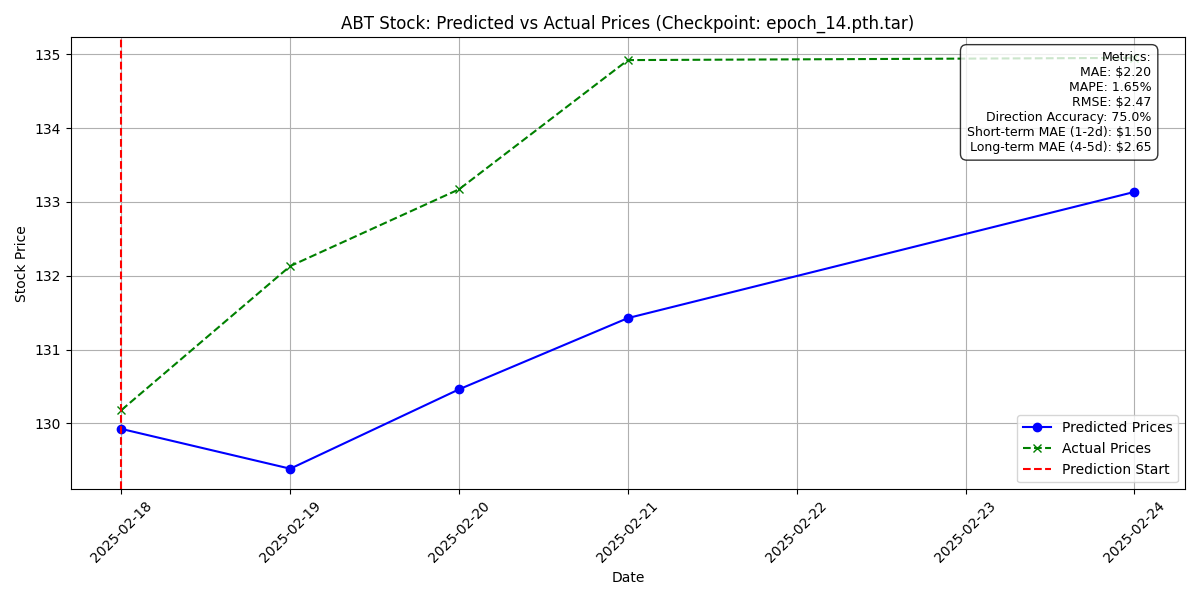 ABT Stock: Predicted vs Actual Prices (Checkpoint: epoch_14.pth.tar)
Stock Price
135
134
133
132
131
130
Metrics:
MAE: $2.20
MAPE: 1.65%
RMSE: $2.47
Direction Accuracy: 75.0%
Short-term MAE (1-2d): $1.50
Long-term MAE (4-5d): $2.65
Predicted Prices
Actual Prices
Prediction Start
2025-02-18
2025-02-19
2025-02-20
2025-02-21
2025-02-22
2025-02-23
2025-02-24
Date